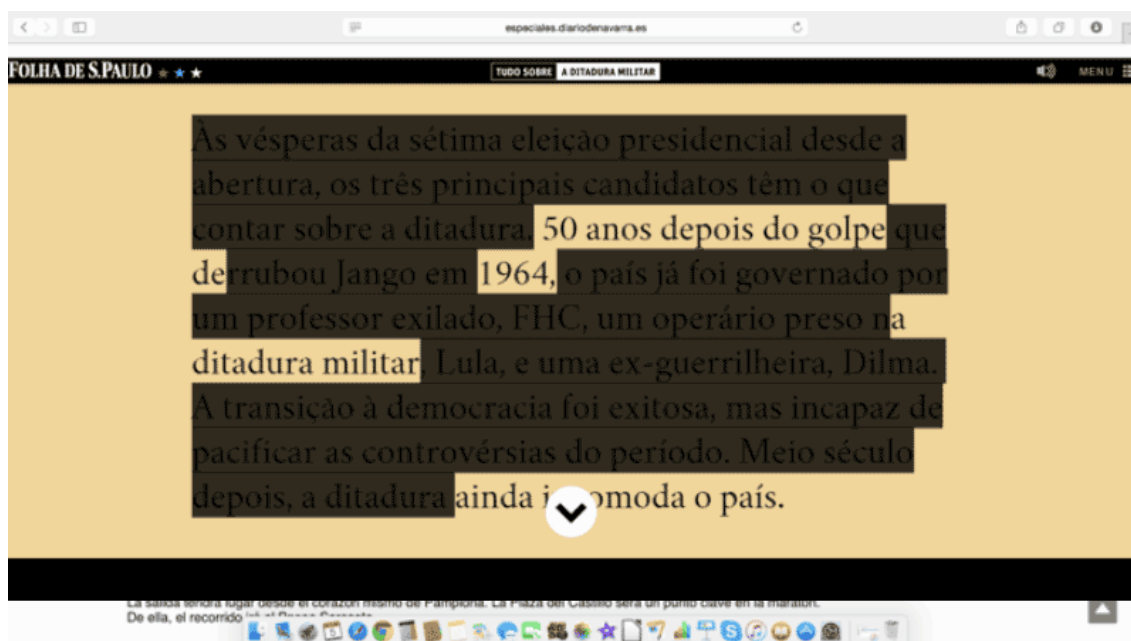 especiales.diariodenavarra.es
FOLHA DE S.PAULO
TUDO SOBRE A DITADURA MILITAR
MENU
Às vésperas da sétima eleição presidencial desde a
abertura, os três principais candidatos têm o que
contar sobre a ditadura. 50 anos depois do golpe que
derrubou Jango em 1964, o país já foi governado por
um professor exilado, FHC, um operário preso na
ditadura militar, Lula, e uma ex-guerrilheira, Dilma.
A transição à democracia foi exitosa, mas incapaz de
pacificar as controvérsias do período. Meio século
depois, a ditadura ainda incomoda o país.
La salida tendrá lugar desde el corazón mismo de Pamplona. La Plaza del Castillo será un punto clave en la maratón.
De ella, el recorrido